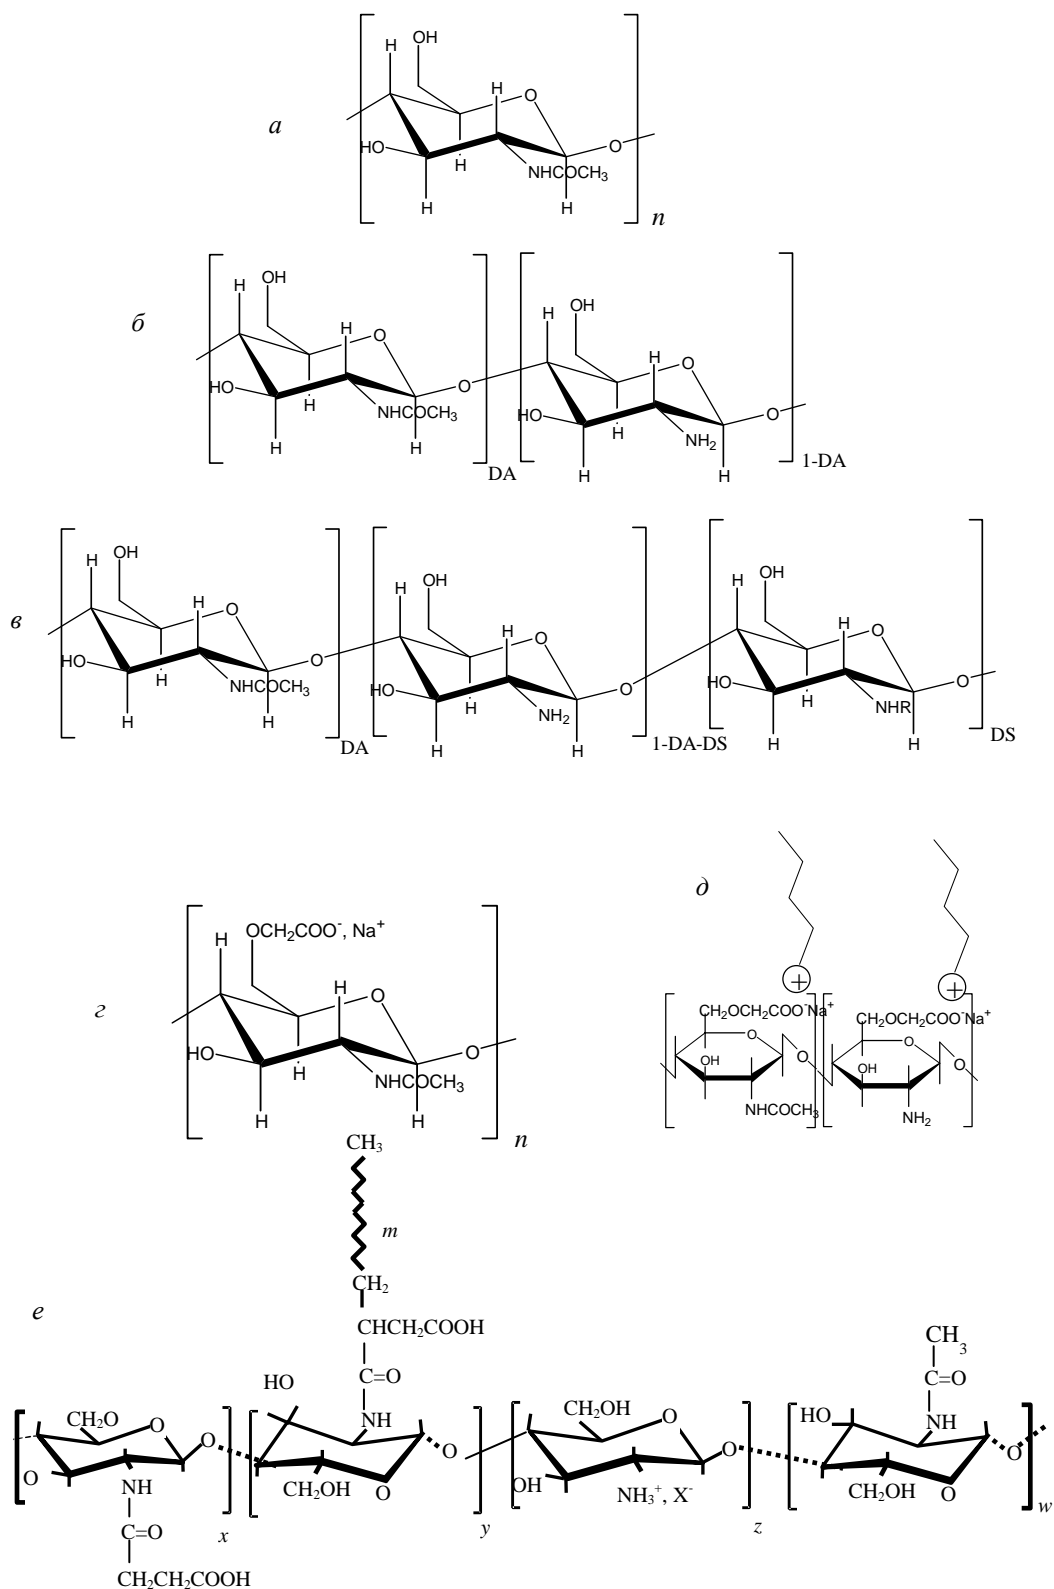 OH
H
H
O
а
HO
H
O
NHCOCH3
H
H
n
OH
OH
H
H
б
H
H
O
O
HO
H
O
HO
H
O
NHCOCH3
NH2
H
H
H
H
DA
1-DA
OH
OH
OH
H
H
H
H
H
H
в
O
O
O
HO
H
O
HO
H
O
HO
H
O
NHCOCH3
NH2
NHR
H
H
H
H
H
H
DA
1-DA-DS
DS
д
OCH2COO-, Na+
H
H
O
г
HO
H
O
NHCOCH3
H
H
n
+
+
CH2OCH2COO-Na+
CH2OCH2COO-Na+
O
O
OH
O
OH
O
NHCOCH3
NH2
CH3
m
CH2
е
CHCH2COOH
C=O
NH
HO
CH3
C=O
NH
HO
CH2O
O
O
O
CH2OH
O
O
O
O
NH
CH2OH
O
OH
NH3+, X-
CH2OH
O
C=O
x
y
z
w
CH2CH2COOH